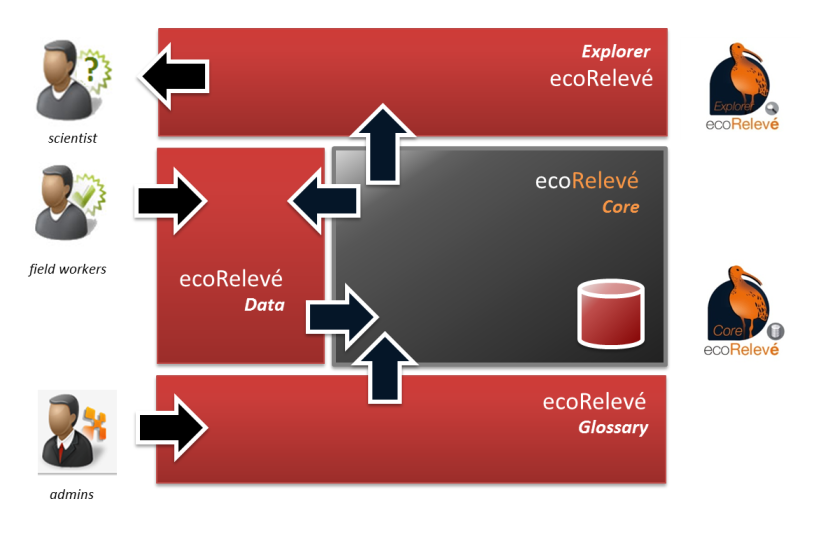 Explorer
ecoRelevé
scientist
Explorer
ecoRelevé
ecoRelevé
Core
field workers
ecoRelevé
Data
Core
ecoRelevé
ecoRelevé
Glossary
admins